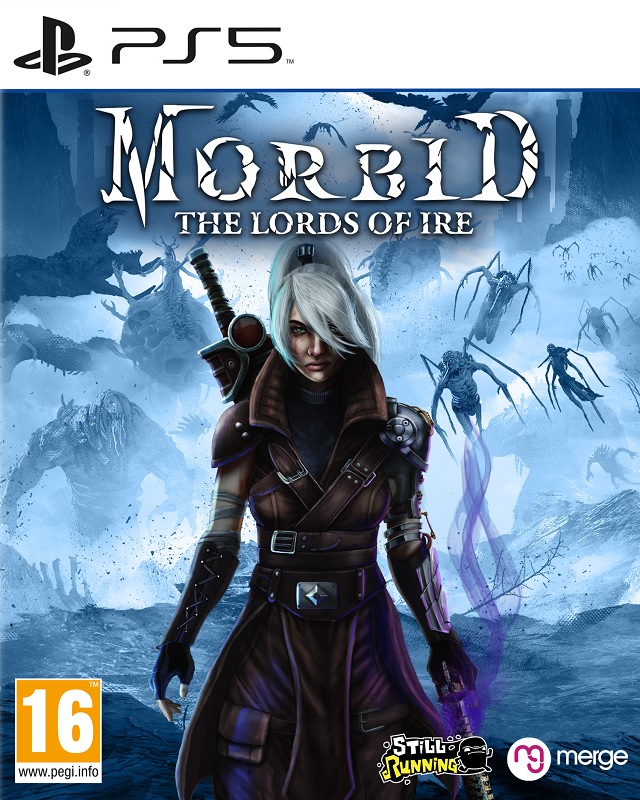 PS5
MORBID
THE LORDS OF IRE
16
www.pegi.info
STILL
RUNNING
merge